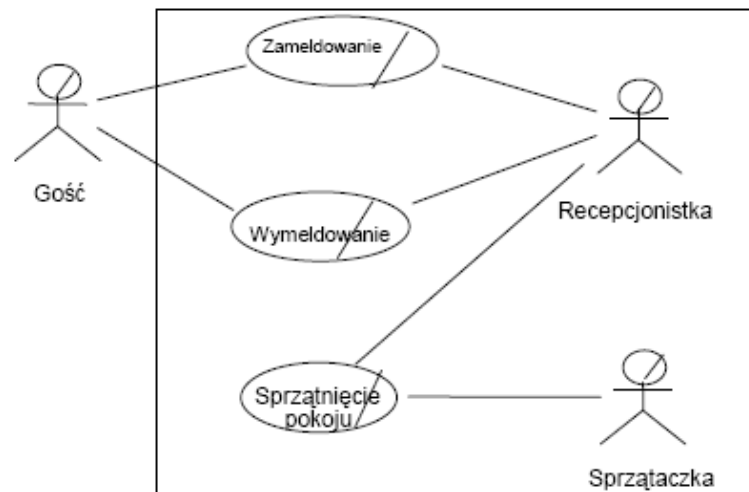 Zameldowanie
Gość
Recepcjonistka
Wymeldowanie
Sprzątnięcie
pokoju
Sprzątaczka